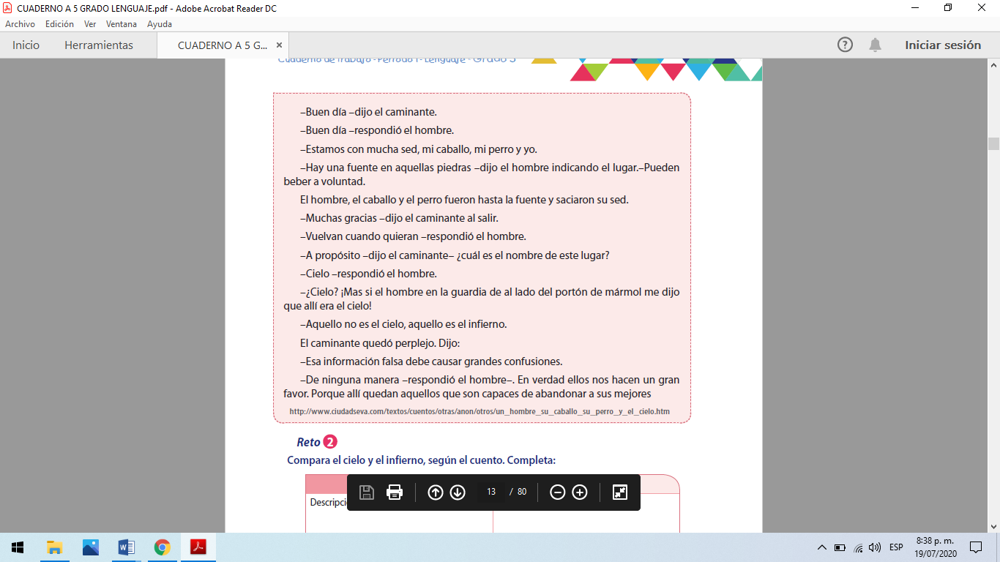 CUADERNO A 5 GRADO LENGUAJE.pdf - Adobe Acrobat Reader DC
Archivo Edición Ver Ventana Ayuda
Inicio Herramientas CUADERNO A 5 G... × Iniciar sesión
Cuaderno de Trabajo - Periodo 1 - Lenguaje - Grado 5
–Buen día –dijo el caminante.
–Buen día –respondió el hombre.
–Estamos con mucha sed, mi caballo, mi perro y yo.
–Hay una fuente en aquellas piedras –dijo el hombre indicando el lugar.–Pueden
beber a voluntad.
El hombre, el caballo y el perro fueron hasta la fuente y saciaron su sed.
–Muchas gracias –dijo el caminante al salir.
–Vuelvan cuando quieran –respondió el hombre.
–A propósito –dijo el caminante– ¿cuál es el nombre de este lugar?
–Cielo –respondió el hombre.
–¿Cielo? ¡Mas si el hombre en la guardia de al lado del portón de mármol me dijo
que allí era el cielo!
–Aquello no es el cielo, aquello es el infierno.
El caminante quedó perplejo. Dijo:
–Esa información falsa debe causar grandes confusiones.
–De ninguna manera –respondió el hombre–. En verdad ellos nos hacen un gran
favor. Porque allí quedan aquellos que son capaces de abandonar a sus mejores
http://www.ciudadseva.com/textos/cuentos/otras/anon/otros/un_hombre_su_caballo_su_perro_y_el_cielo.htm
Reto 2
Compara el cielo y el infierno, según el cuento. Completa:
13 / 80
Descripci
ESP
8:38 p. m.
19/07/2020